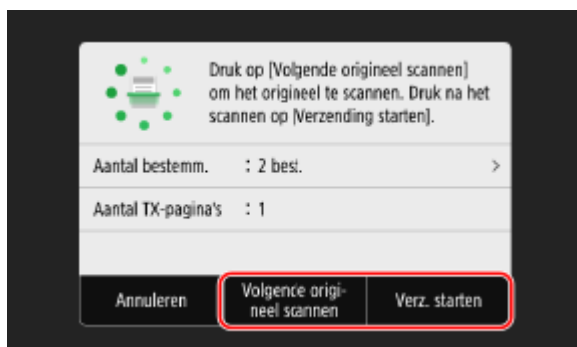 Druk op [Volgende origineel scannen]
om het origineel te scannen. Druk na het
scannen op [Verzending starten].
Aantal bestemm. : 2 best. >
Aantal TX-pagina's : 1
Annuleren
Volgende origi-
neel scannen
Verz. starten